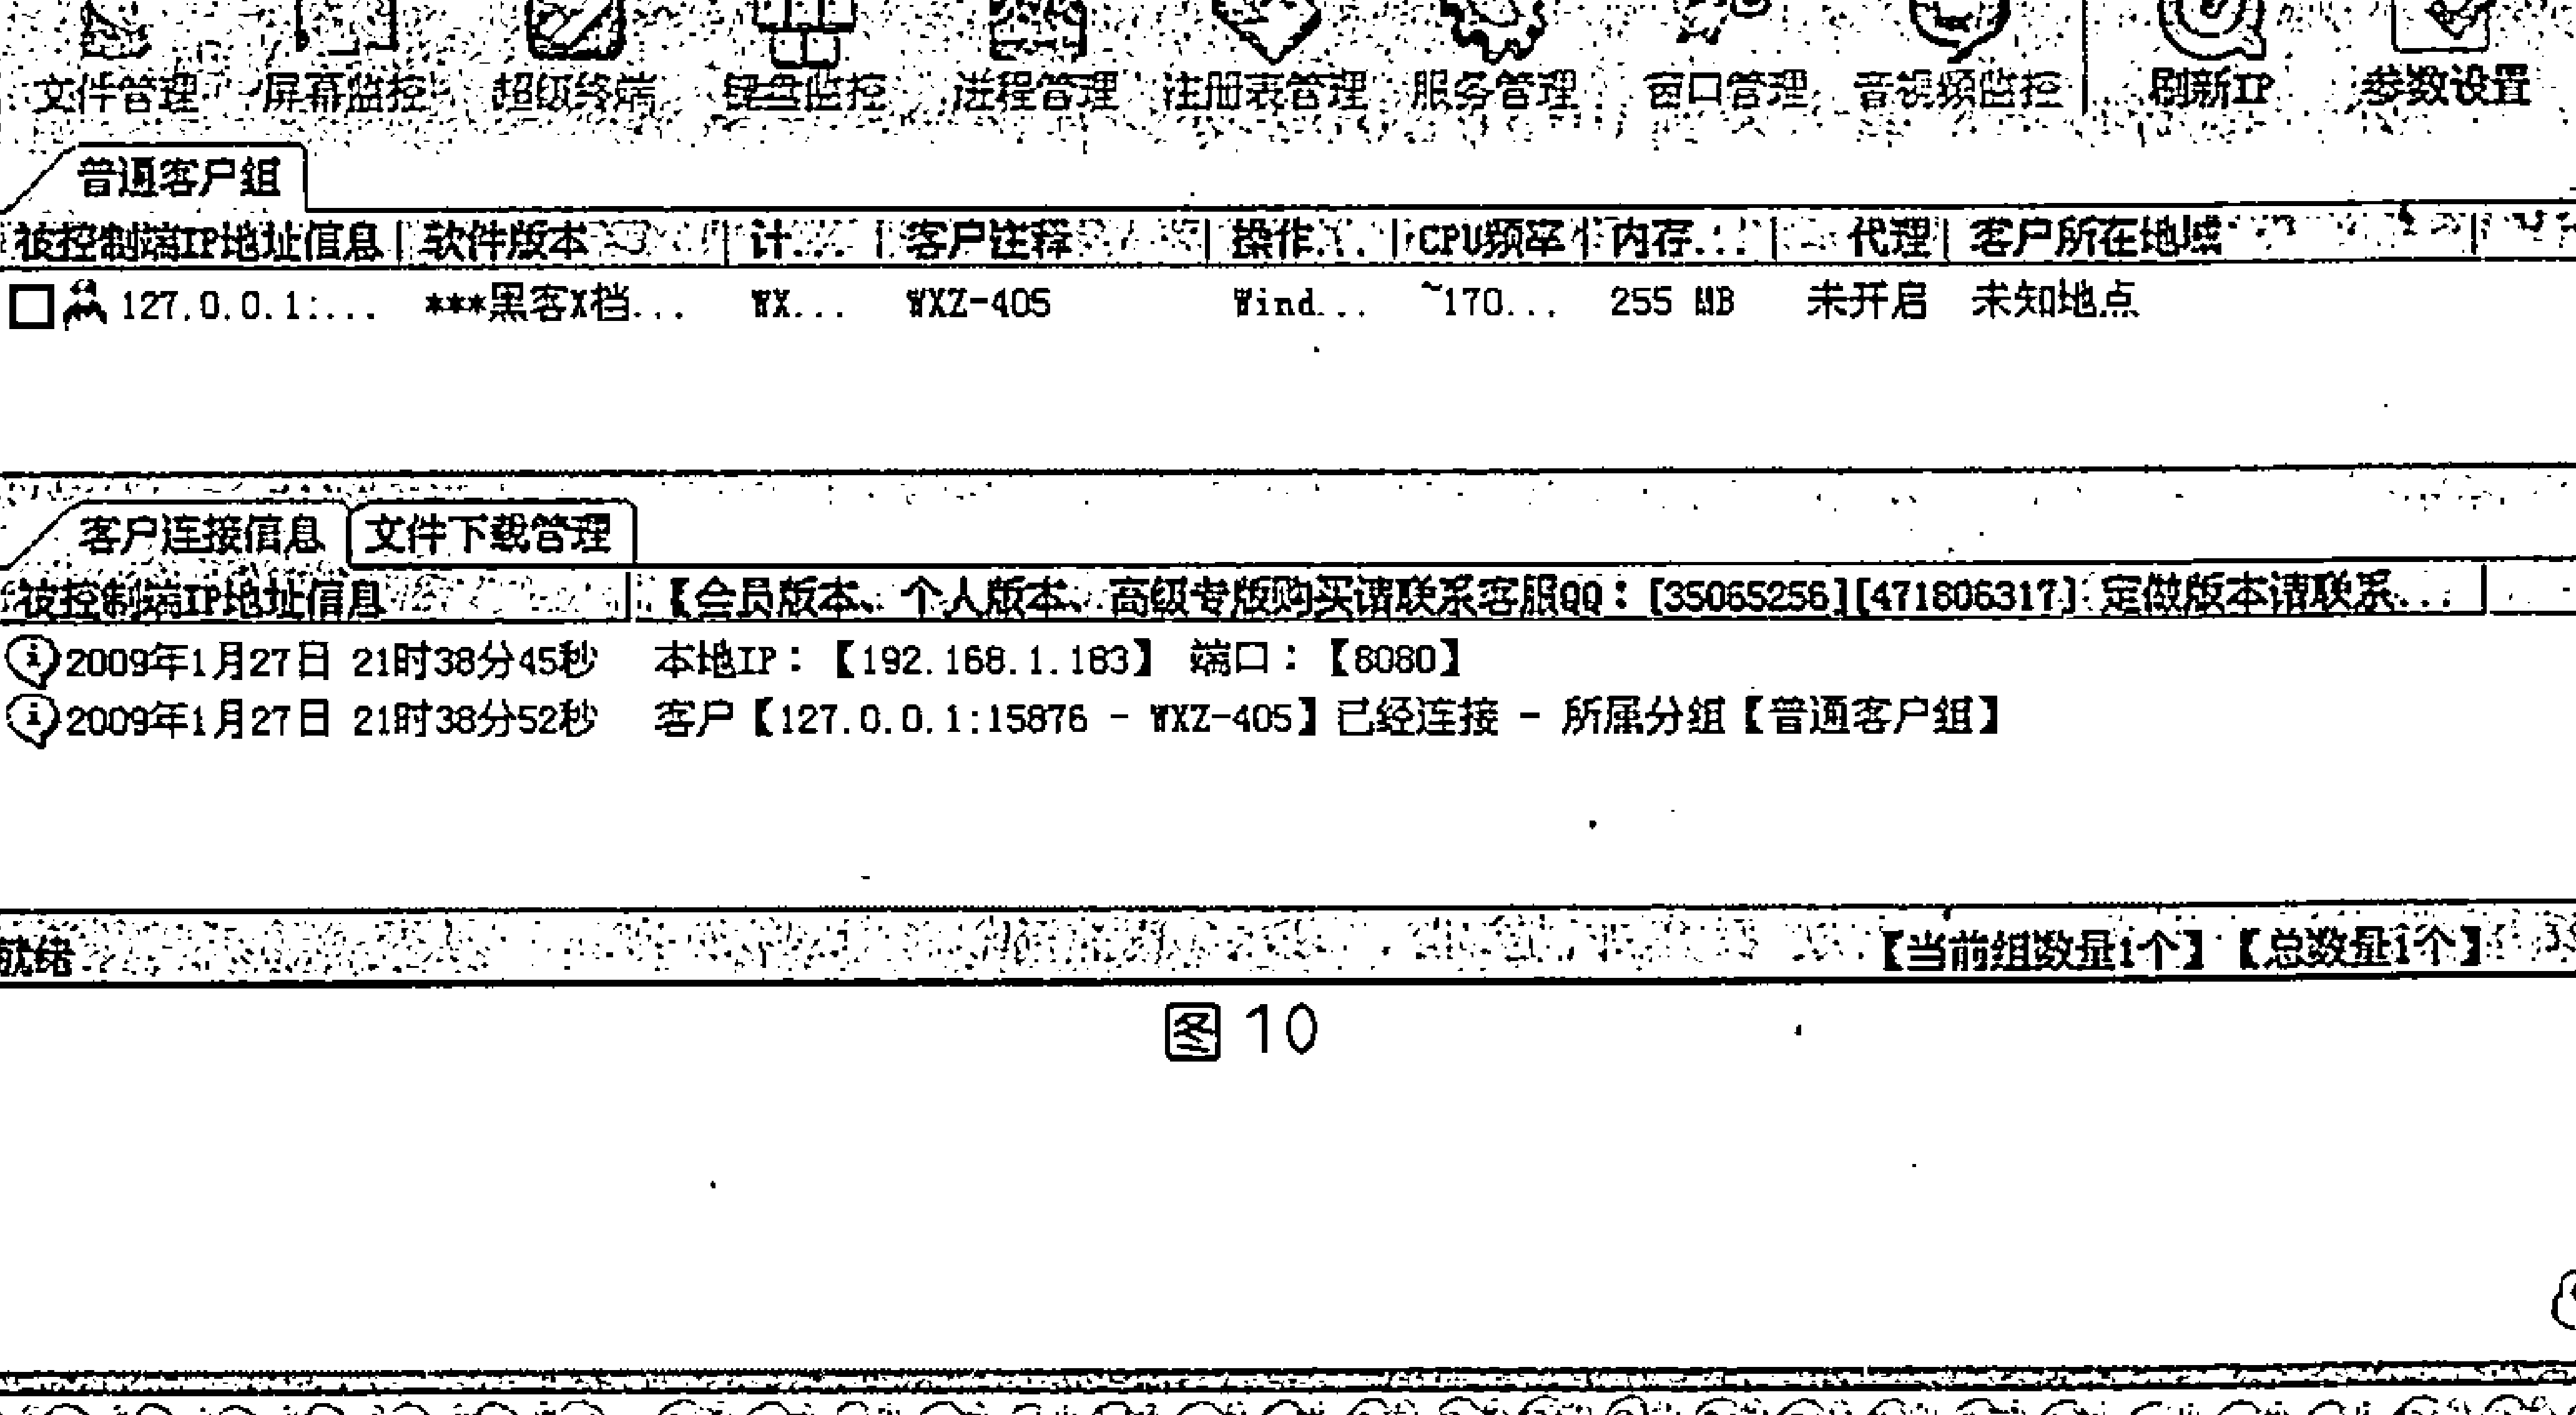 文件管理 屏幕监控 超级终端 键盘监控 进程管理 注册表管理 服务管理 窗口管理 音视频监控 刷新IP 参数设置
普通客户组
被控制端IP地址信息 软件版本 计... 客户注释 操作... CPU频率 内存... 代理 客户所在地域
127.0.0.1:... ***黑客X档... WX... WXZ-405 Wind... ~170... 255 MB 未开启 未知地点
客户连接信息 文件下载管理
被控制端IP地址信息 【会员版本、个人版本、高级专版购买请联系客服QQ：[35065256][471806317] 定做版本请联系...
2009年1月27日 21时38分45秒 本地IP：【192.168.1.183】 端口：【8080】
2009年1月27日 21时38分52秒 客户【127.0.0.1:15876 - WXZ-405】已经连接 - 所属分组【普通客户组】
就绪 【当前组数量1个】【总数量1个】
图 10